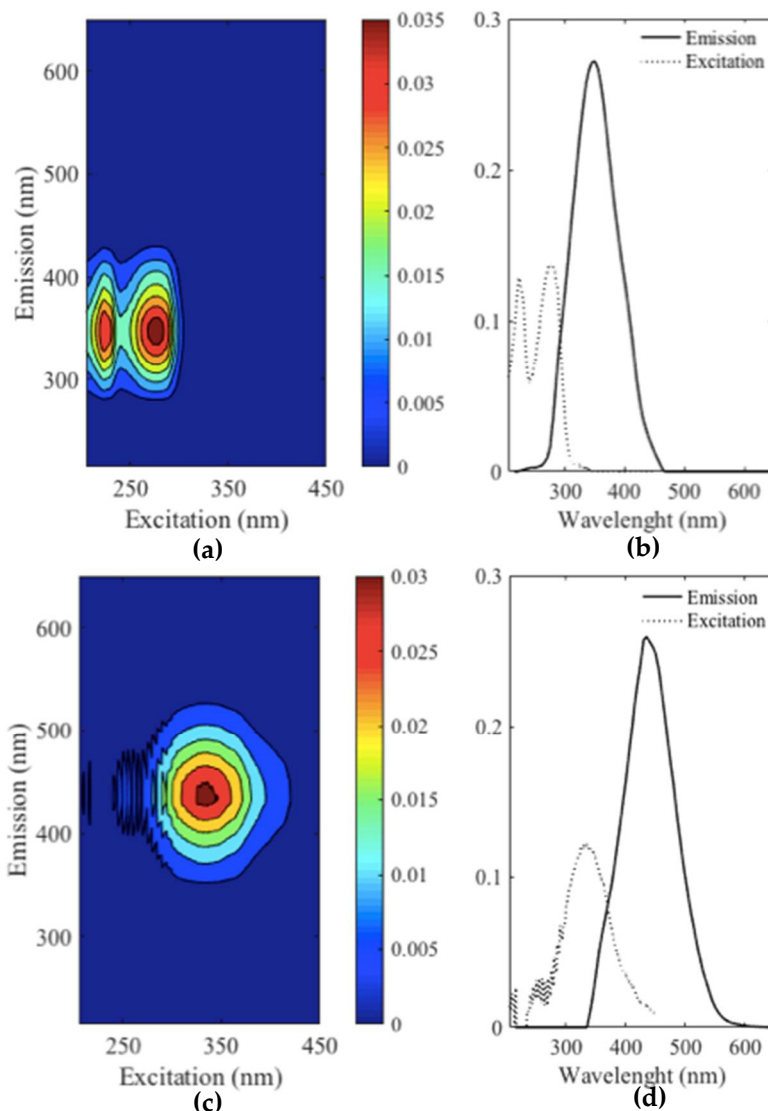 0.035
0.03
0.025
0.02
0.015
0.01
0.005
0
600
500
400
300
Emission (nm)
250 350 450
Excitation (nm)
(a)
0.3
0.2
0.1
0
Emission
Excitation
300 400 500 600
Wavelenght (nm)
(b)
0.03
0.025
0.02
0.015
0.01
0.005
0
600
500
400
300
Emission (nm)
250 350 450
Excitation (nm)
(c)
0.3
0.2
0.1
0
Emission
Excitation
300 400 500 600
Wavelenght (nm)
(d)